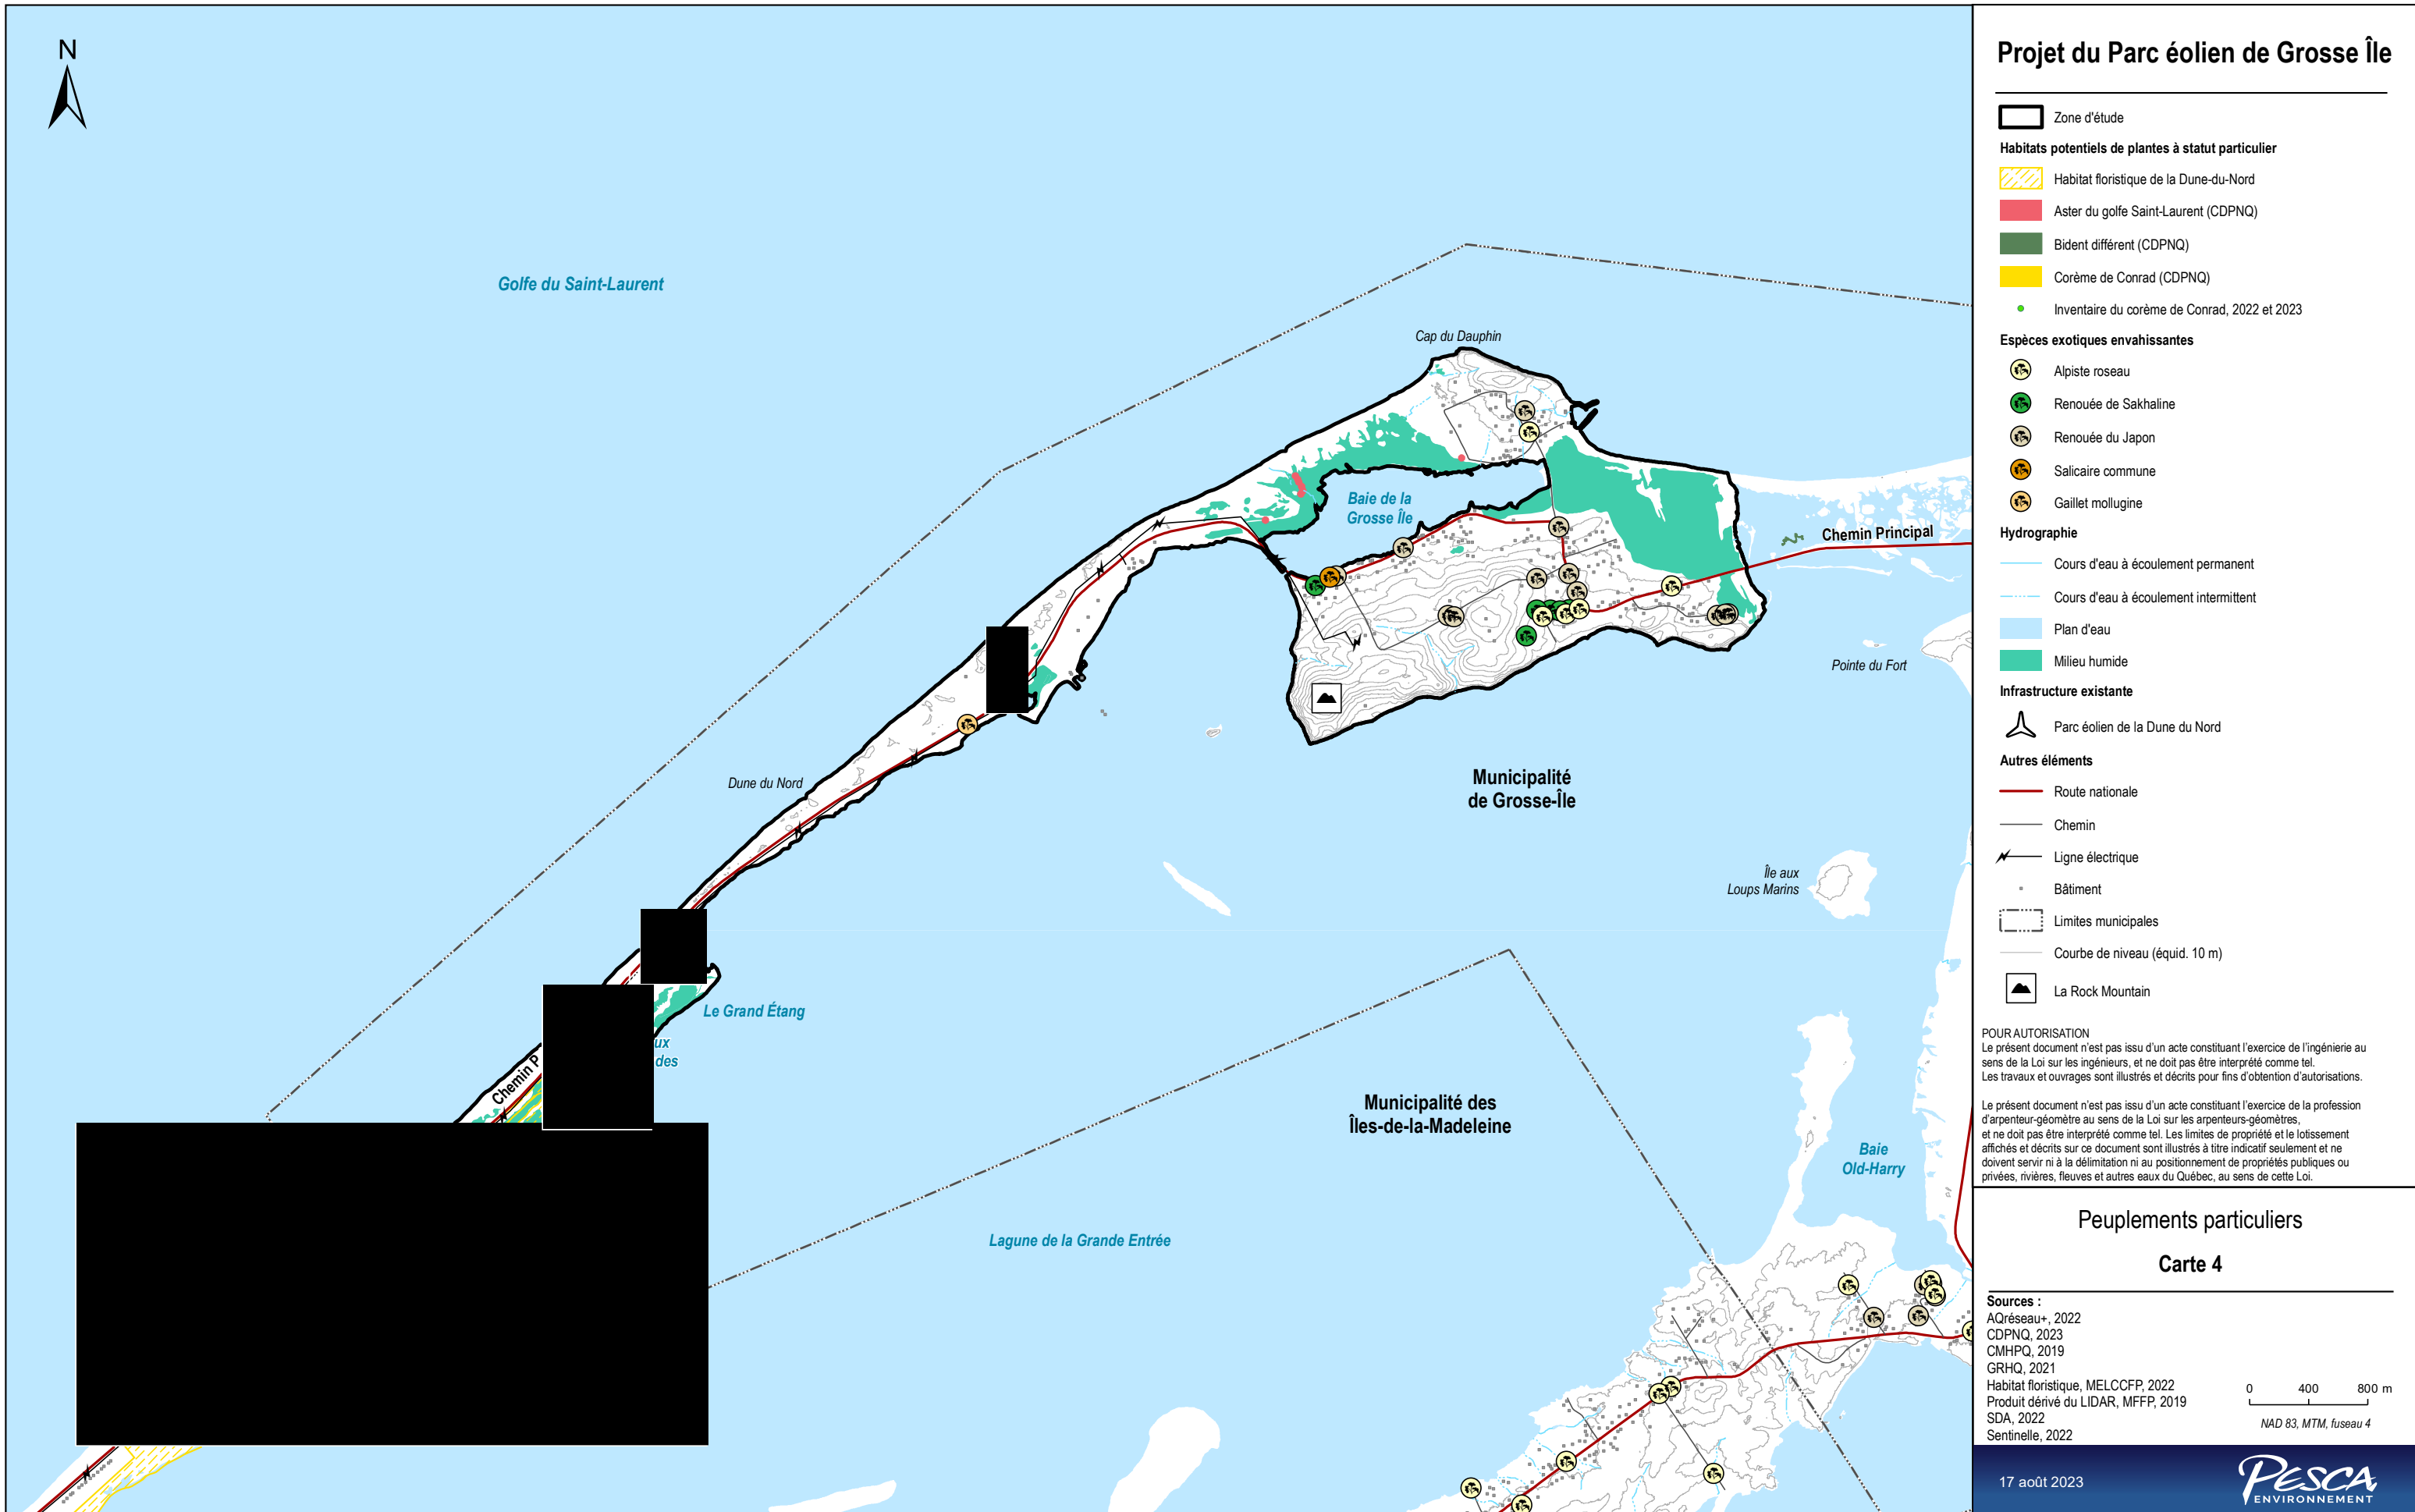 N
Golfe du Saint-Laurent
Cap du Dauphin
Baie de la
Grosse Île
Chemin Principal
Pointe du Fort
Dune du Nord
Municipalité
de Grosse-Île
Île aux
Loups Marins
Le Grand Étang
ux
des
Chemin P
Municipalité des
Îles-de-la-Madeleine
Baie
Old-Harry
Lagune de la Grande Entrée
Projet du Parc éolien de Grosse Île
Zone d'étude
Habitats potentiels de plantes à statut particulier
Habitat floristique de la Dune-du-Nord
Aster du golfe Saint-Laurent (CDPNQ)
Bident différent (CDPNQ)
Corème de Conrad (CDPNQ)
Inventaire du corème de Conrad, 2022 et 2023
Espèces exotiques envahissantes
Alpiste roseau
Renouée de Sakhaline
Renouée du Japon
Salicaire commune
Gaillet mollugine
Hydrographie
Cours d'eau à écoulement permanent
Cours d'eau à écoulement intermittent
Plan d'eau
Milieu humide
Infrastructure existante
Parc éolien de la Dune du Nord
Autres éléments
Route nationale
Chemin
Ligne électrique
Bâtiment
Limites municipales
Courbe de niveau (équid. 10 m)
La Rock Mountain
POUR AUTORISATION
Le présent document n'est pas issu d'un acte constituant l'exercice de l'ingénierie au
sens de la Loi sur les ingénieurs, et ne doit pas être interprété comme tel.
Les travaux et ouvrages sont illustrés et décrits pour fins d'obtention d'autorisations.
Le présent document n'est pas issu d'un acte constituant l'exercice de la profession
d'arpenteur-géomètre au sens de la Loi sur les arpenteurs-géomètres,
et ne doit pas être interprété comme tel. Les limites de propriété et le lotissement
affichés et décrits sur ce document sont illustrés à titre indicatif seulement et ne
doivent servir ni à la délimitation ni au positionnement de propriétés publiques ou
privées, rivières, fleuves et autres eaux du Québec, au sens de cette Loi.
Peuplements particuliers
Carte 4
Sources :
AQréseau+, 2022
CDPNQ, 2023
CMHPQ, 2019
GRHQ, 2021
Habitat floristique, MELCCFP, 2022
Produit dérivé du LIDAR, MFFP, 2019
SDA, 2022
Sentinelle, 2022
0 400 800 m
NAD 83, MTM, fuseau 4
17 août 2023
PESCA
ENVIRONNEMENT